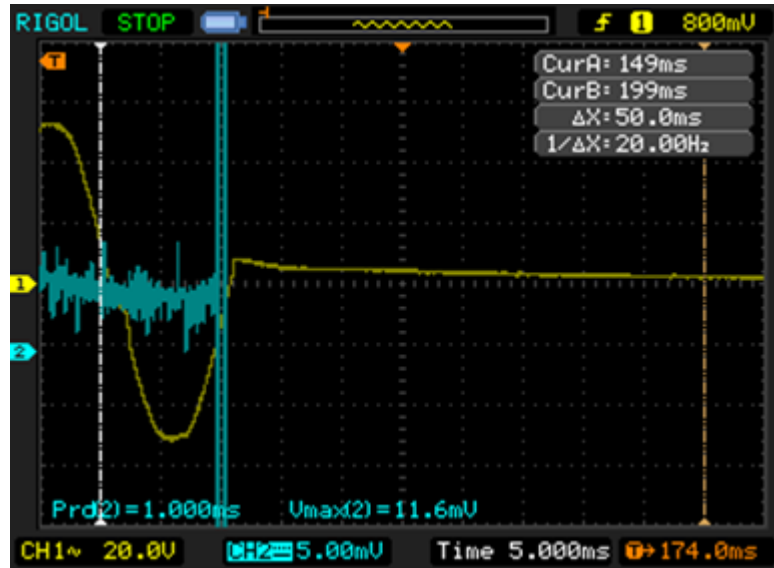 RIGOL STOP T 1 800mV
T
CurA: 149ms
CurB: 199ms
ΔX: 50.0ms
1/ΔX: 20.00Hz
1
2
Prd(2)=1.000ms Vmax(2)=11.6mV
CH1~ 20.0V CH2 5.00mV Time 5.000ms T→174.0ms